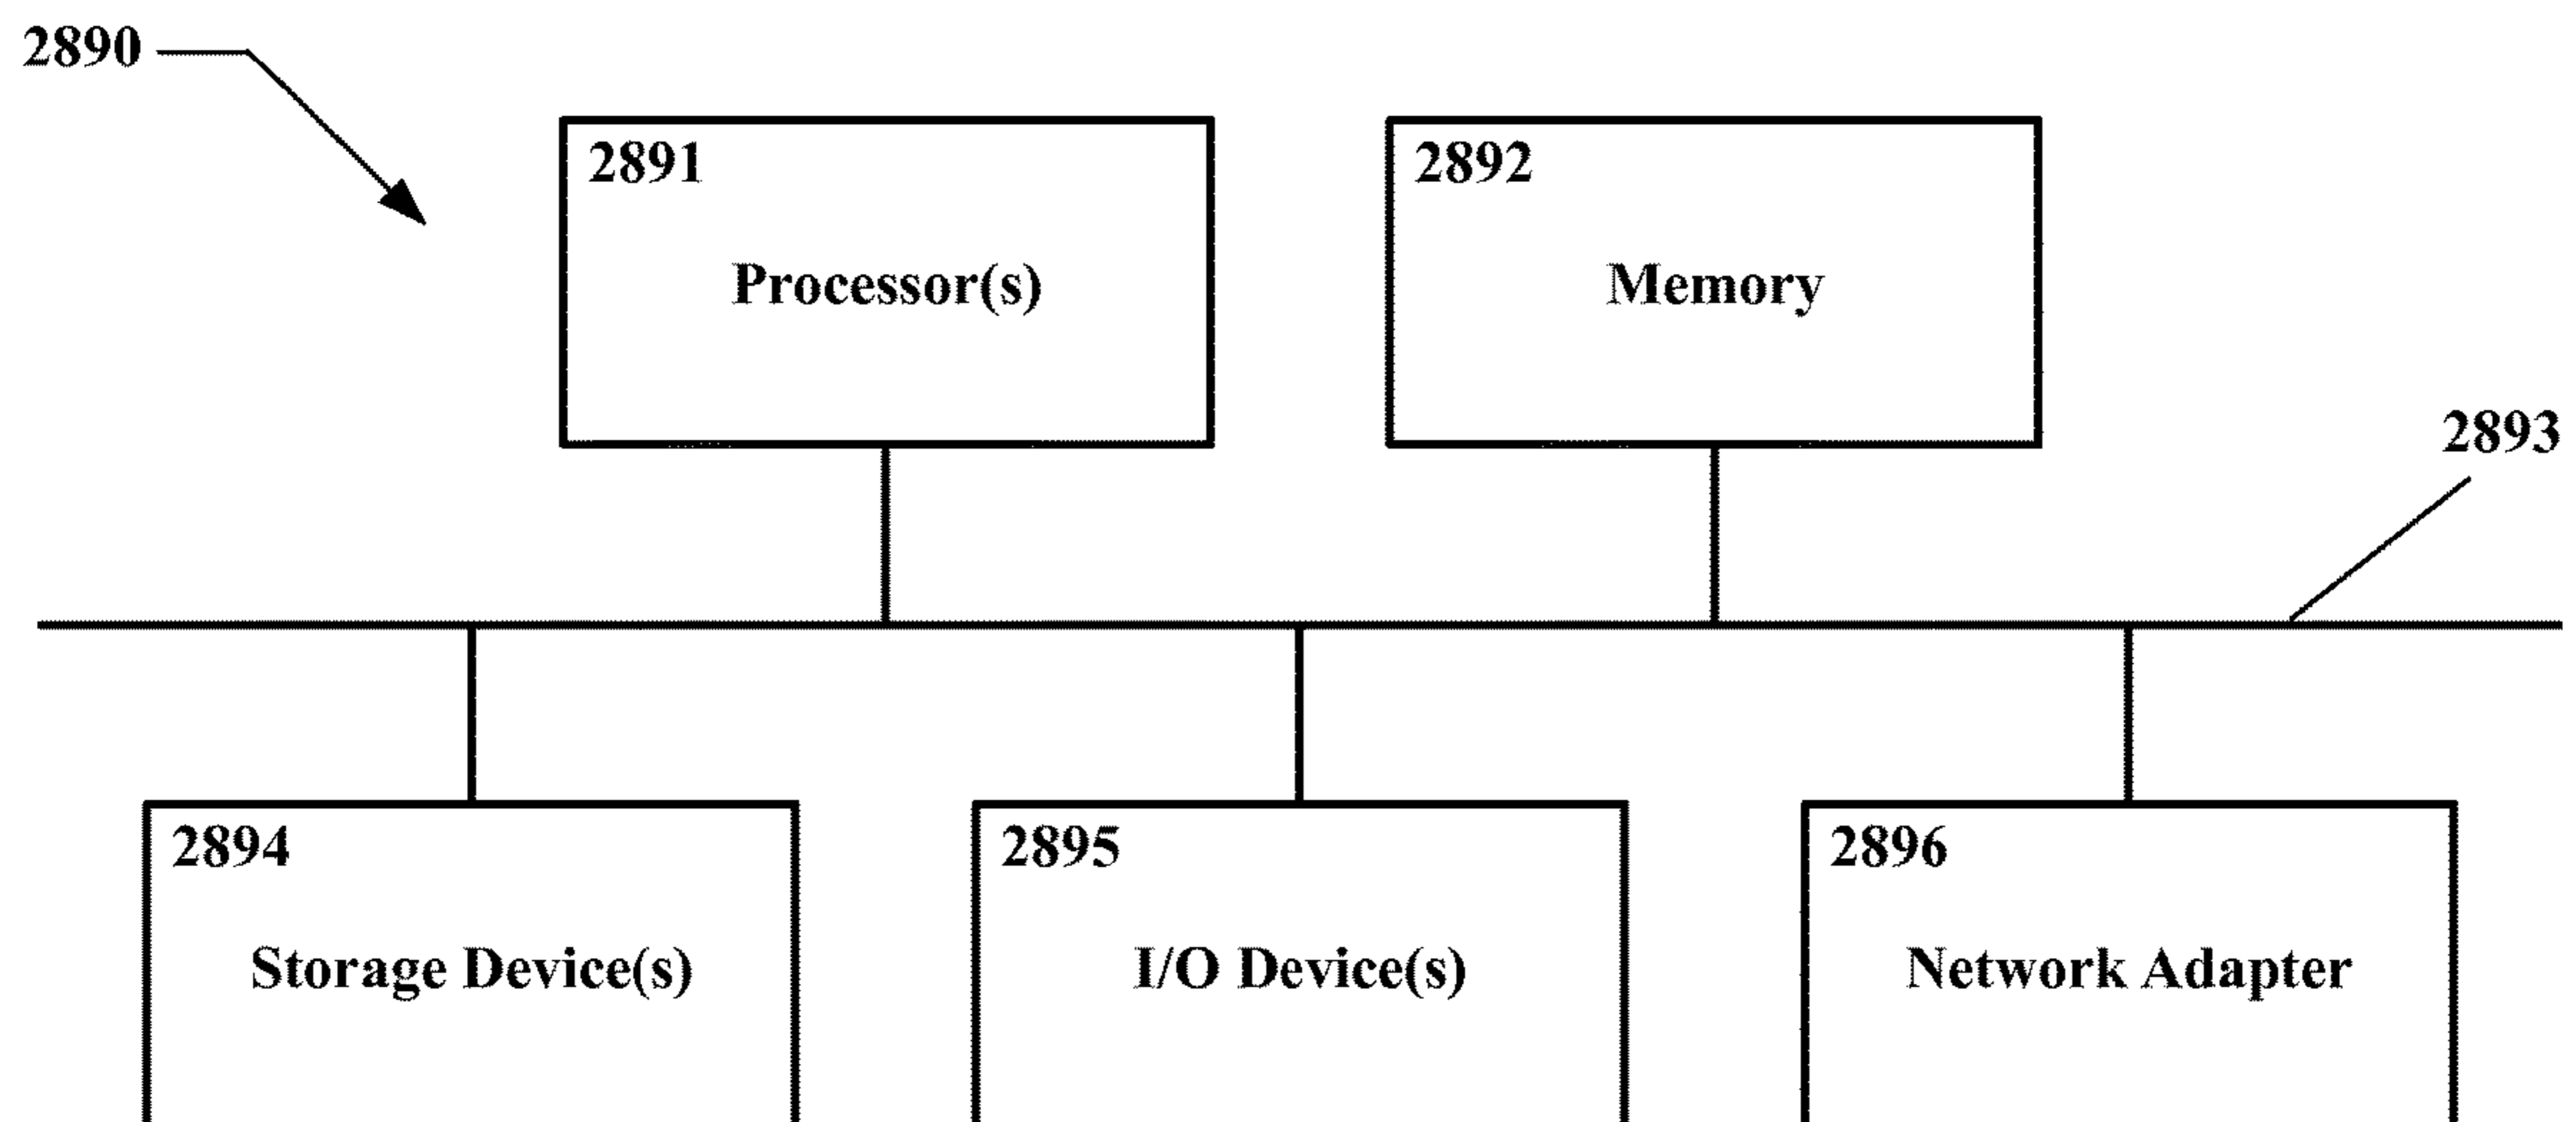 2890
2891
Processor(s)
2892
Memory
2893
2894
Storage Device(s)
2895
I/O Device(s)
2896
Network Adapter